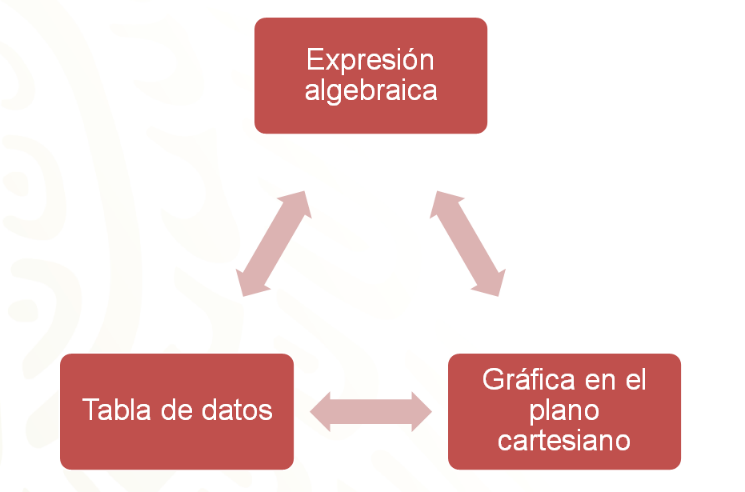 Expresión
algebraica
Tabla de datos
Gráfica en el
plano
cartesiano